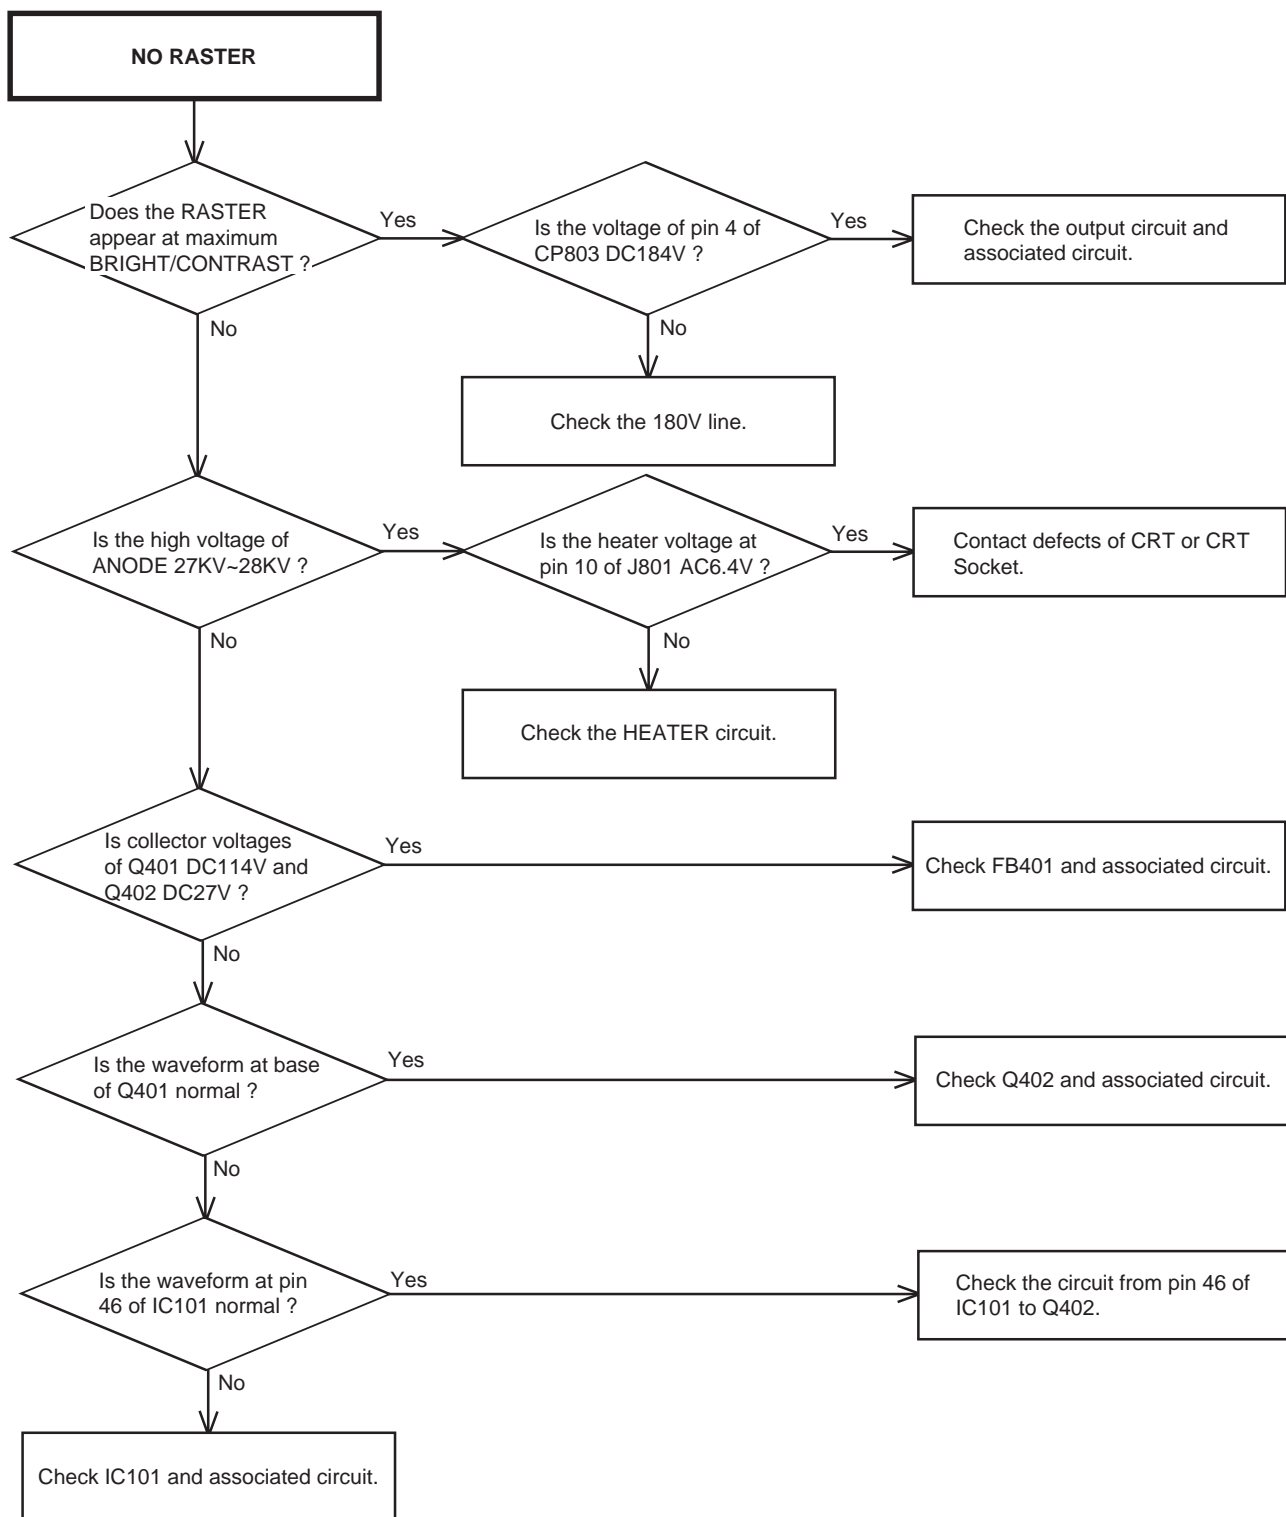 NO RASTER
Does the RASTER
appear at maximum
BRIGHT/CONTRAST ?
Yes
Is the voltage of pin 4 of
CP803 DC184V ?
Yes
Check the output circuit and
associated circuit.
No
No
Check the 180V line.
Is the high voltage of
ANODE 27KV~28KV ?
Yes
Is the heater voltage at
pin 10 of J801 AC6.4V ?
Yes
Contact defects of CRT or CRT
Socket.
No
No
Check the HEATER circuit.
Is collector voltages
of Q401 DC114V and
Q402 DC27V ?
Yes
Check FB401 and associated circuit.
No
Is the waveform at base
of Q401 normal ?
Yes
Check Q402 and associated circuit.
No
Is the waveform at pin
46 of IC101 normal ?
Yes
Check the circuit from pin 46 of
IC101 to Q402.
No
Check IC101 and associated circuit.